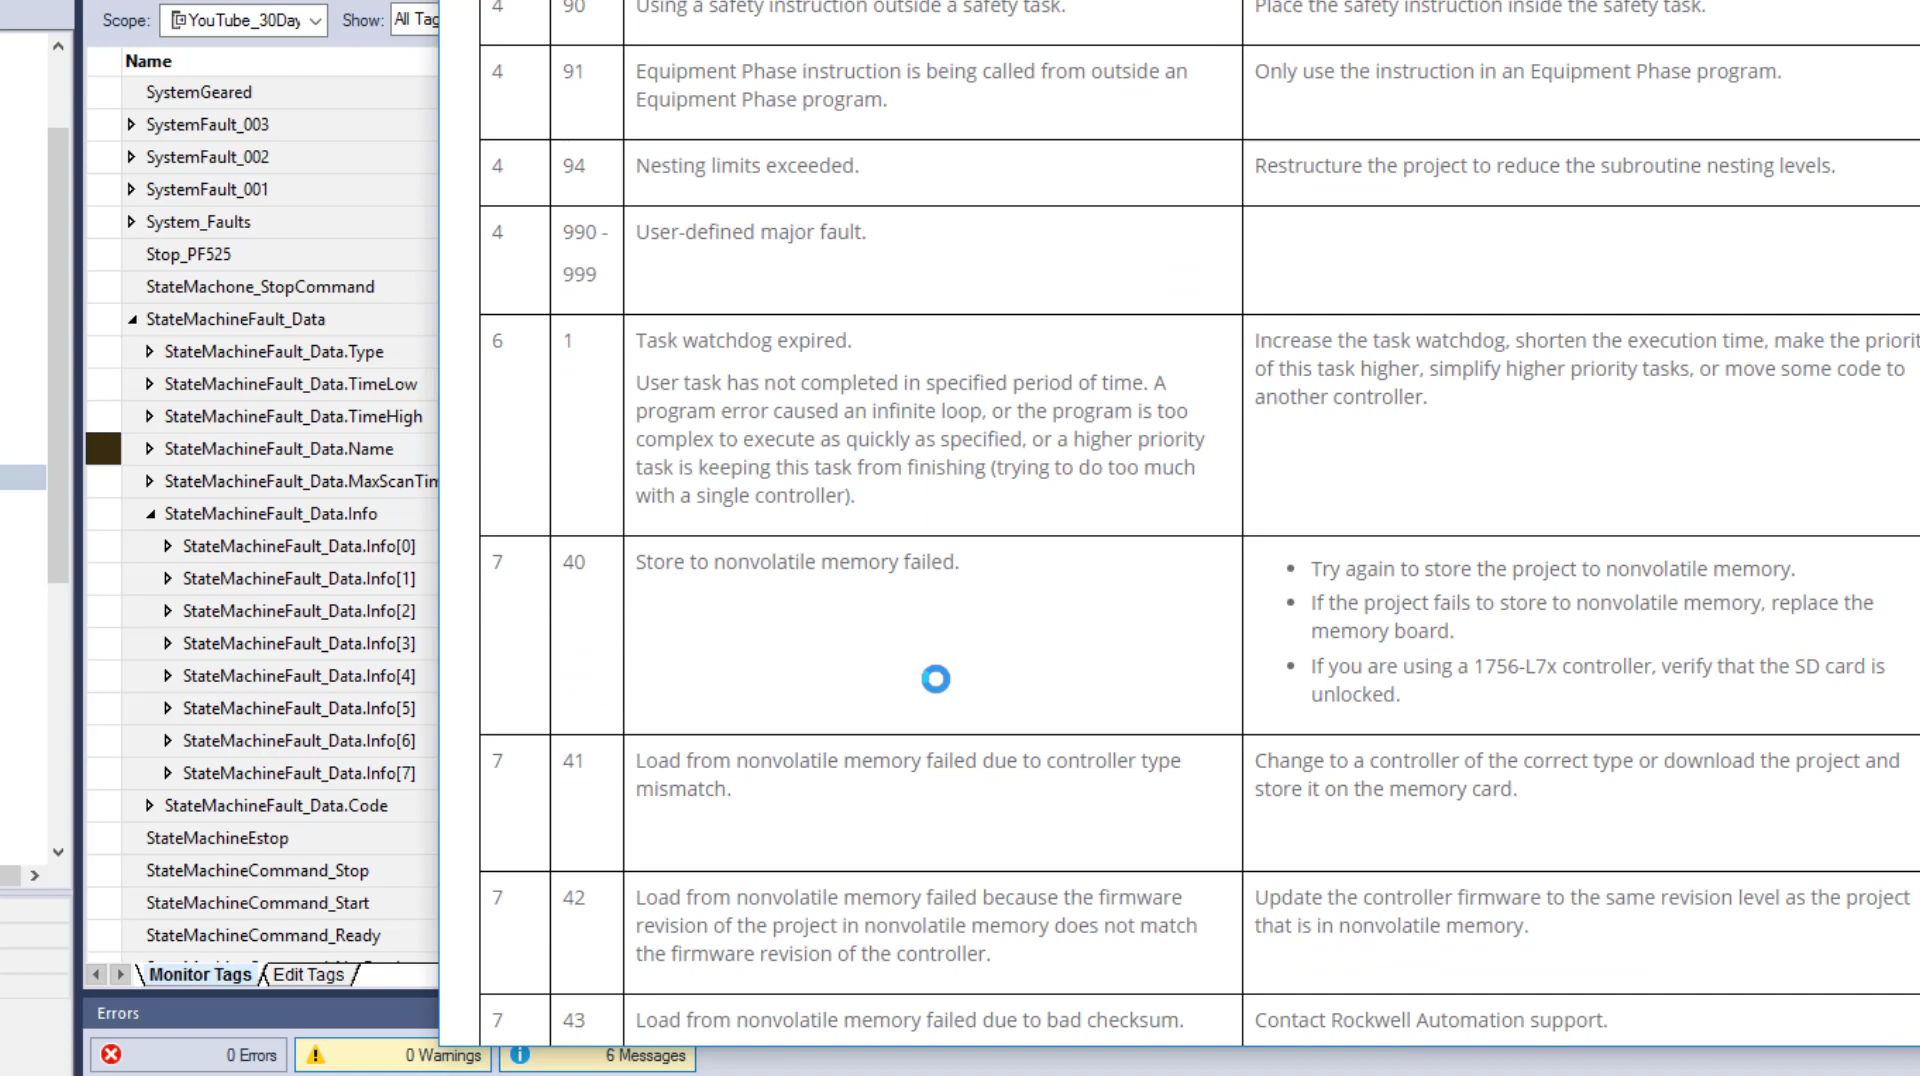 Scope:
YouTube_30Day
Show:
All Tag
Name
SystemGeared
SystemFault_003
SystemFault_002
SystemFault_001
System_Faults
Stop_PF525
StateMachone_StopCommand
StateMachineFault_Data
StateMachineFault_Data.Type
StateMachineFault_Data.TimeLow
StateMachineFault_Data.TimeHigh
StateMachineFault_Data.Name
StateMachineFault_Data.MaxScanTim
StateMachineFault_Data.Info
StateMachineFault_Data.Info[0]
StateMachineFault_Data.Info[1]
StateMachineFault_Data.Info[2]
StateMachineFault_Data.Info[3]
StateMachineFault_Data.Info[4]
StateMachineFault_Data.Info[5]
StateMachineFault_Data.Info[6]
StateMachineFault_Data.Info[7]
StateMachineFault_Data.Code
StateMachineEstop
StateMachineCommand_Stop
StateMachineCommand_Start
StateMachineCommand_Ready
Monitor Tags
Edit Tags
Errors
0 Errors
0 Warnings
6 Messages
4
90
Using a safety instruction outside a safety task.
Place the safety instruction inside the safety task.
4
91
Equipment Phase instruction is being called from outside an
Equipment Phase program.
Only use the instruction in an Equipment Phase program.
4
94
Nesting limits exceeded.
Restructure the project to reduce the subroutine nesting levels.
4
990 -
999
User-defined major fault.
6
1
Task watchdog expired.
User task has not completed in specified period of time. A
program error caused an infinite loop, or the program is too
complex to execute as quickly as specified, or a higher priority
task is keeping this task from finishing (trying to do too much
with a single controller).
Increase the task watchdog, shorten the execution time, make the priorit
of this task higher, simplify higher priority tasks, or move some code to
another controller.
7
40
Store to nonvolatile memory failed.
• Try again to store the project to nonvolatile memory.
• If the project fails to store to nonvolatile memory, replace the
memory board.
• If you are using a 1756-L7x controller, verify that the SD card is
unlocked.
7
41
Load from nonvolatile memory failed due to controller type
mismatch.
Change to a controller of the correct type or download the project and
store it on the memory card.
7
42
Load from nonvolatile memory failed because the firmware
revision of the project in nonvolatile memory does not match
the firmware revision of the controller.
Update the controller firmware to the same revision level as the project
that is in nonvolatile memory.
7
43
Load from nonvolatile memory failed due to bad checksum.
Contact Rockwell Automation support.